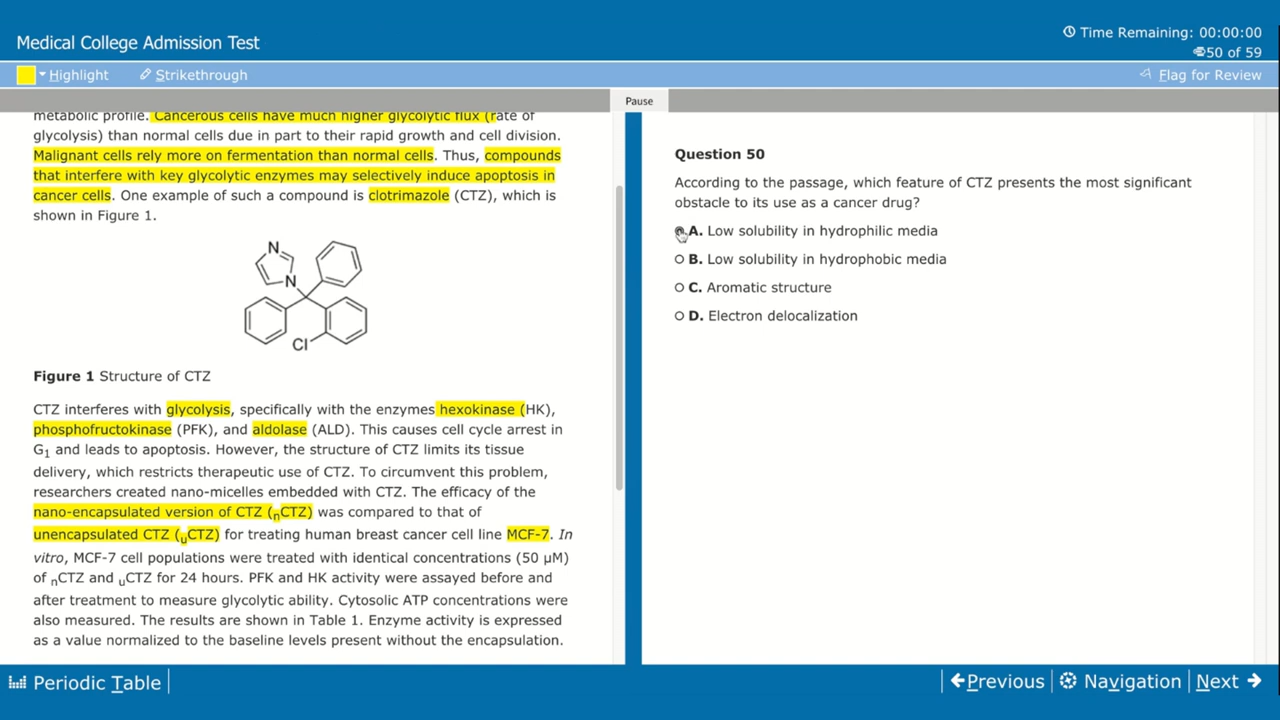 Medical College Admission Test
Time Remaining: 00:00:00
50 of 59
Highlight
Strikethrough
Flag for Review
Pause
metabolic profile. Cancerous cells have much higher glycolytic flux (rate of
glycolysis) than normal cells due in part to their rapid growth and cell division.
Malignant cells rely more on fermentation than normal cells. Thus, compounds
that interfere with key glycolytic enzymes may selectively induce apoptosis in
cancer cells. One example of such a compound is clotrimazole (CTZ), which is
shown in Figure 1.
N
N
Cl
Figure 1 Structure of CTZ
CTZ interferes with glycolysis, specifically with the enzymes hexokinase (HK),
phosphofructokinase (PFK), and aldolase (ALD). This causes cell cycle arrest in
G1 and leads to apoptosis. However, the structure of CTZ limits its tissue
delivery, which restricts therapeutic use of CTZ. To circumvent this problem,
researchers created nano-micelles embedded with CTZ. The efficacy of the
nano-encapsulated version of CTZ (nCTZ) was compared to that of
unencapsulated CTZ (uCTZ) for treating human breast cancer cell line MCF-7. In
vitro, MCF-7 cell populations were treated with identical concentrations (50 µM)
of nCTZ and uCTZ for 24 hours. PFK and HK activity were assayed before and
after treatment to measure glycolytic ability. Cytosolic ATP concentrations were
also measured. The results are shown in Table 1. Enzyme activity is expressed
as a value normalized to the baseline levels present without the encapsulation.
Question 50
According to the passage, which feature of CTZ presents the most significant
obstacle to its use as a cancer drug?
A. Low solubility in hydrophilic media
B. Low solubility in hydrophobic media
C. Aromatic structure
D. Electron delocalization
Periodic Table
Previous
Navigation
Next